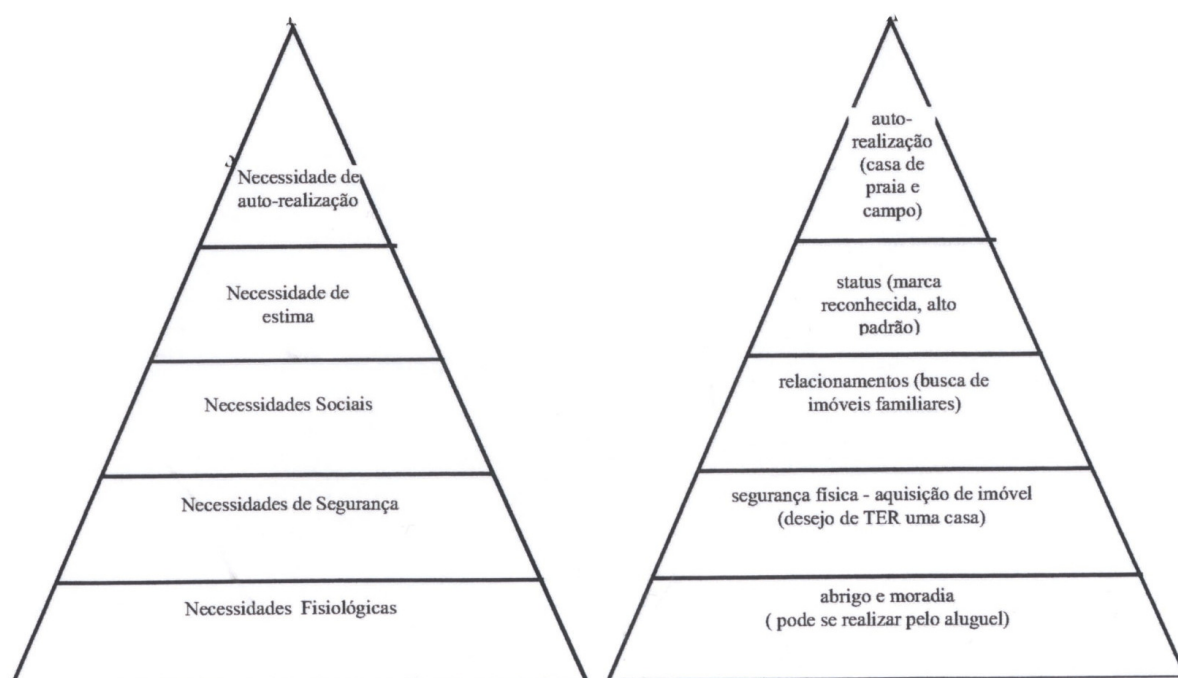 Necessidade de
auto-realização
Necessidade de
estima
Necessidades Sociais
Necessidades de Segurança
Necessidades Fisiológicas
auto-
realização
(casa de
praia e
campo)
status (marca
reconhecida, alto
padrão)
relacionamentos (busca de
imóveis familiares)
segurança física - aquisição de imóvel
(desejo de TER uma casa)
abrigo e moradia
( pode se realizar pelo aluguel)